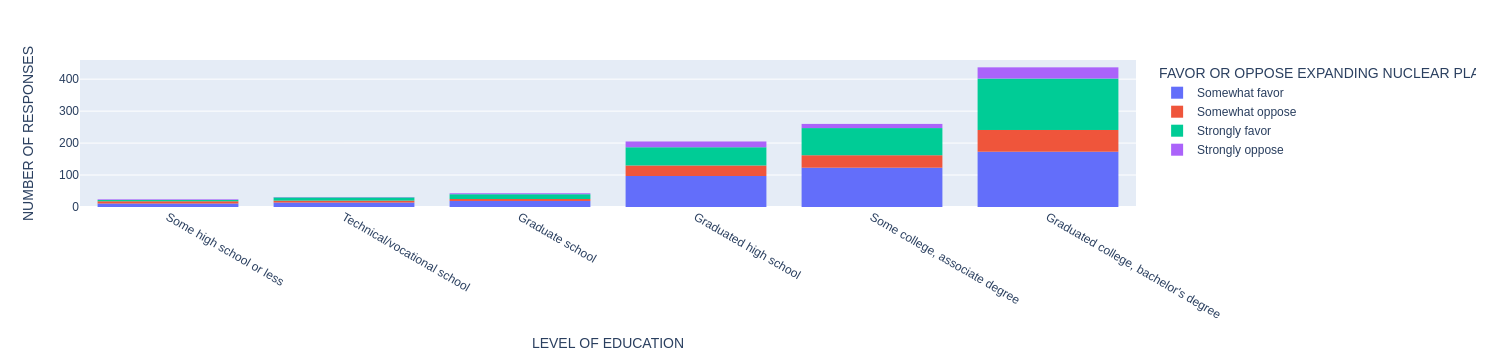 NUMBER OF RESPONSES
400
300
200
100
0
Some high school or less
Technical/vocational school
Graduate school
Graduated high school
Some college, associate degree
Graduated college, bachelor's degree
LEVEL OF EDUCATION
FAVOR OR OPPOSE EXPANDING NUCLEAR
Somewhat favor
Somewhat oppose
Strongly favor
Strongly oppose